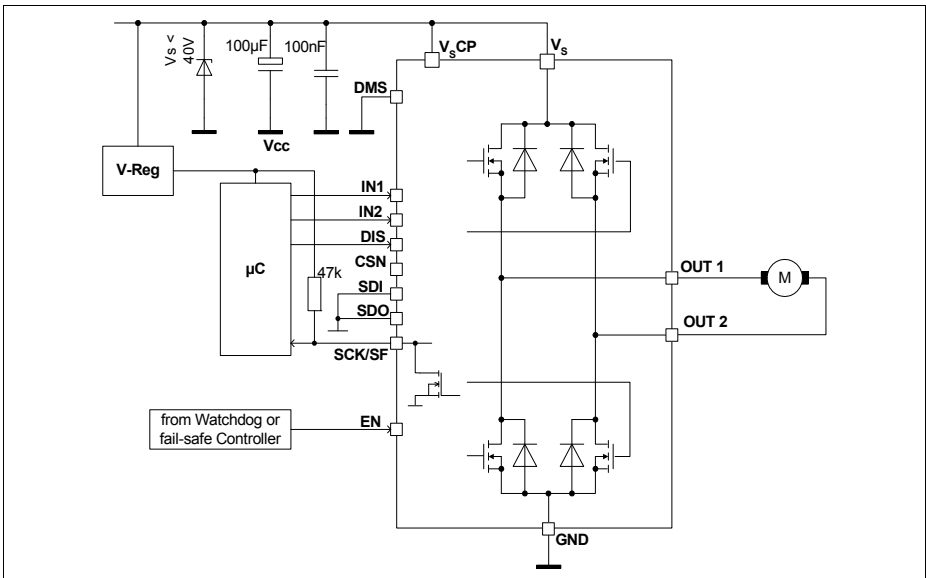 Vs <
40V
100µF
100nF
VSCP
VS
DMS
Vcc
V-Reg
IN1
IN2
DIS
CSN
µC
47k
SDI
SDO
SCK/SF
OUT 1
M
OUT 2
from Watchdog or
fail-safe Controller
EN
GND